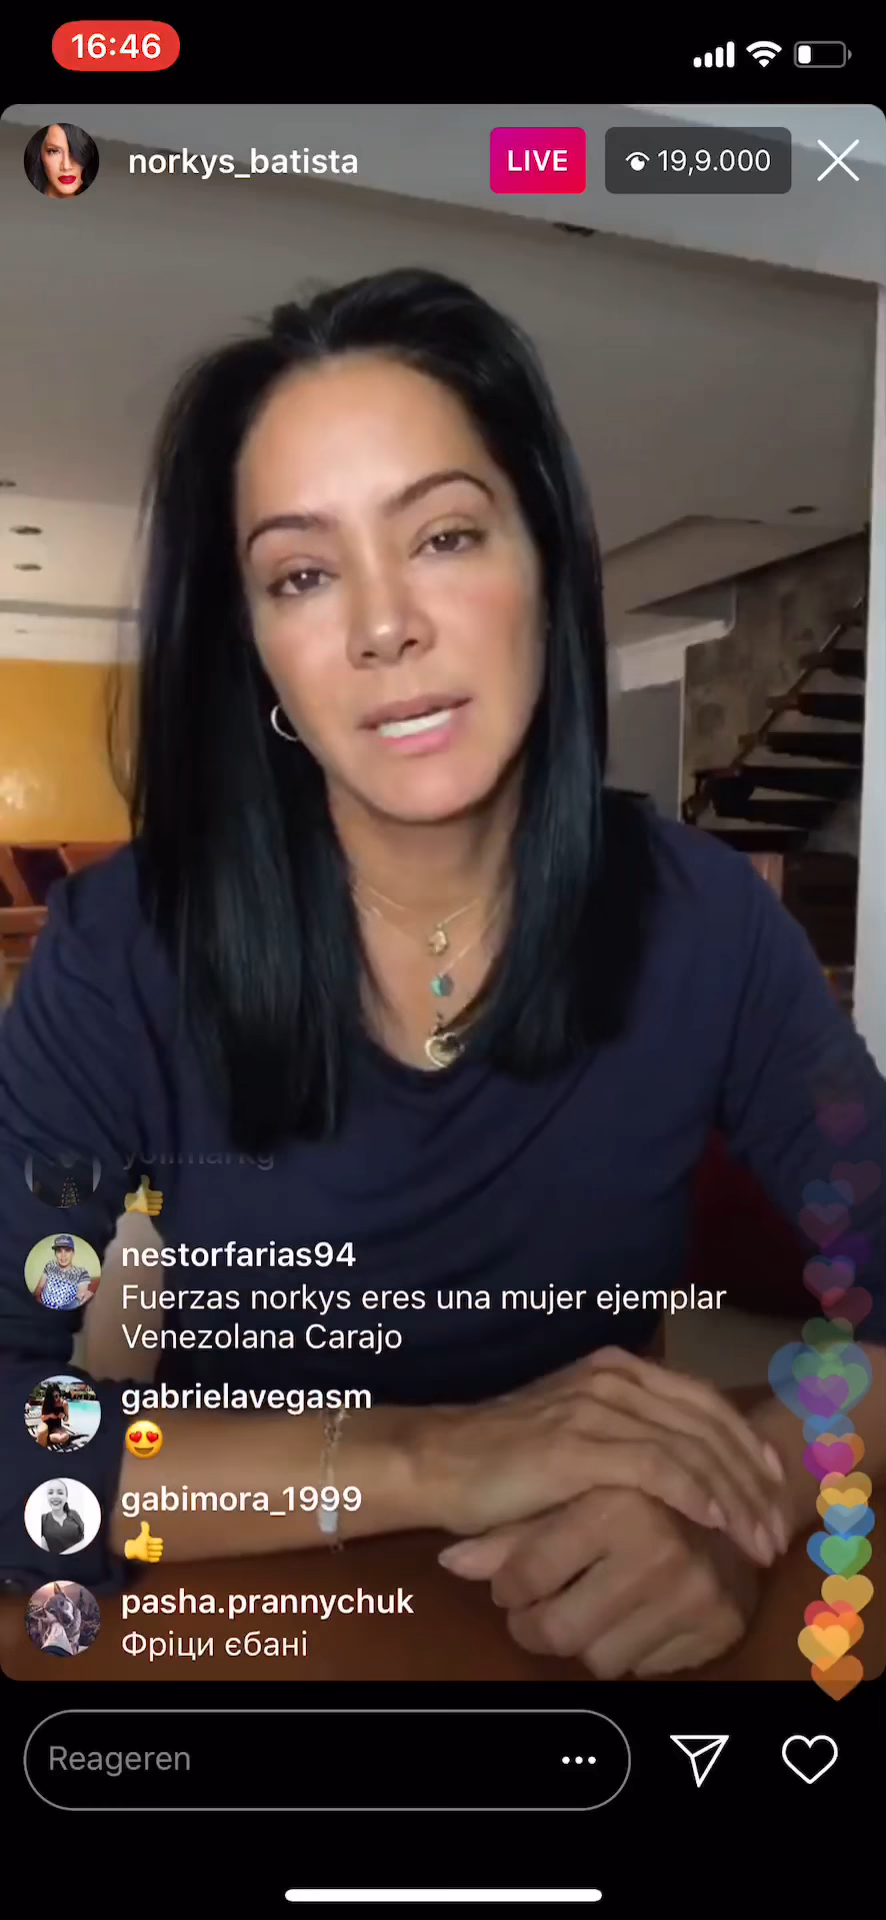 16:46
norkys_batista
LIVE
19,9.000
yolimarkg
nestorfarias94
Fuerzas norkys eres una mujer ejemplar
Venezolana Carajo
gabrielavegasm
gabimora_1999
pasha.prannychuk
Фріци єбані
Reageren